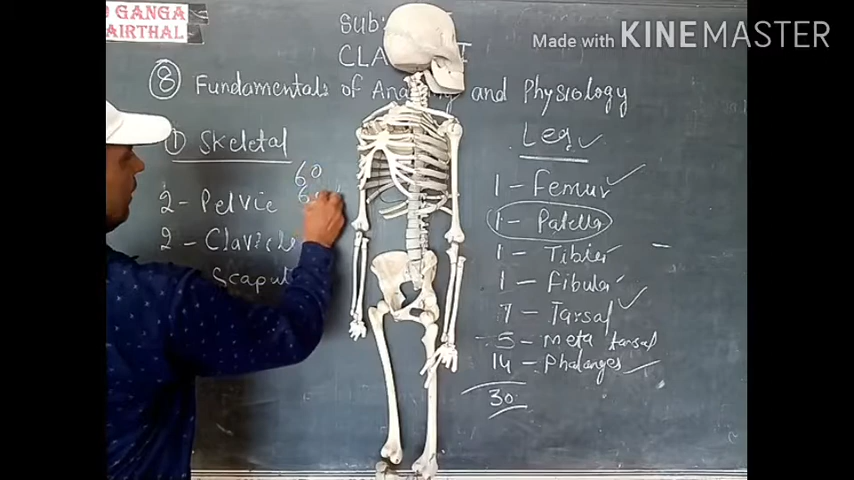 GANGA
AIRTHAL
Made with KINEMASTER
Sub:
CLA
⑧ Fundamentals of Ana and Physiology
① Skeletal
60
60
2 - Pelvic
2 - Clavicle
Scapul
Leg
1 - Femur
1 - Patella
1 - Tibia
1 - Fibula
7 - Tarsal
5 - Meta tarsal
14 - Phalanges
30